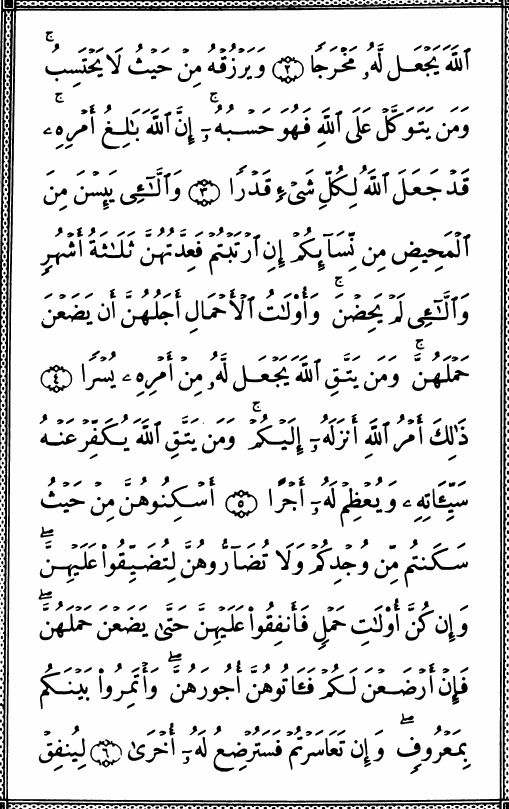 ٱللَّهَ يَجْعَل لَّهُۥ مَخْرَجًا ٢ وَيَرْزُقْهُ مِنْ حَيْثُ لَا يَحْتَسِبُ ۚ
وَمَن يَتَوَكَّلْ عَلَى ٱللَّهِ فَهُوَ حَسْبُهُۥٓ ۚ إِنَّ ٱللَّهَ بَٰلِغُ أَمْرِهِۦ ۚ
قَدْ جَعَلَ ٱللَّهُ لِكُلِّ شَىْءٍ قَدْرًا ٣ وَٱلَّٰٓـِٔى يَئِسْنَ مِنَ
ٱلْمَحِيضِ مِن نِّسَآئِكُمْ إِنِ ٱرْتَبْتُمْ فَعِدَّتُهُنَّ ثَلَٰثَةُ أَشْهُرٍ
وَٱلَّٰٓـِٔى لَمْ يَحِضْنَ ۚ وَأُو۟لَٰتُ ٱلْأَحْمَالِ أَجَلُهُنَّ أَن يَضَعْنَ
حَمْلَهُنَّ ۚ وَمَن يَتَّقِ ٱللَّهَ يَجْعَل لَّهُۥ مِنْ أَمْرِهِۦ يُسْرًا ٤
ذَٰلِكَ أَمْرُ ٱللَّهِ أَنزَلَهُۥٓ إِلَيْكُمْ ۚ وَمَن يَتَّقِ ٱللَّهَ يُكَفِّرْ عَنْهُ
سَيِّـَٔاتِهِۦ وَيُعْظِمْ لَهُۥٓ أَجْرًا ٥ أَسْكِنُوهُنَّ مِنْ حَيْثُ
سَكَنتُم مِّن وُجْدِكُمْ وَلَا تُضَآرُّوهُنَّ لِتُضَيِّقُوا۟ عَلَيْهِنَّ ۖ
وَإِن كُنَّ أُو۟لَٰتِ حَمْلٍ فَأَنفِقُوا۟ عَلَيْهِنَّ حَتَّىٰ يَضَعْنَ حَمْلَهُنَّ ۖ
فَإِنْ أَرْضَعْنَ لَكُمْ فَـَٔاتُوهُنَّ أُجُورَهُنَّ ۖ وَأْتَمِرُوا۟ بَيْنَكُم
بِمَعْرُوفٍ ۖ وَإِن تَعَاسَرْتُمْ فَسَتُرْضِعُ لَهُۥٓ أُخْرَىٰ ٦ لِيُنفِقْ